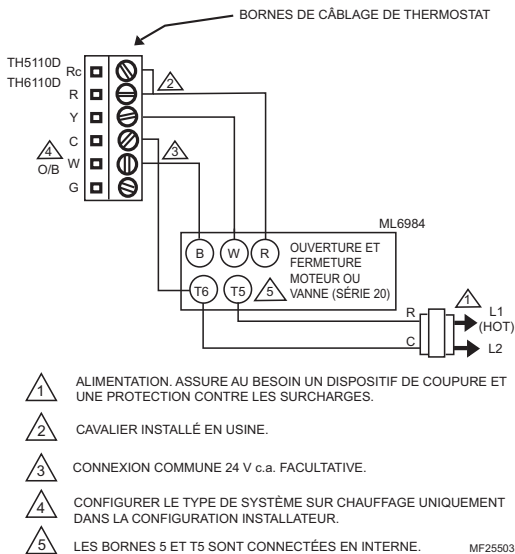 BORNES DE CÂBLAGE DE THERMOSTAT
TH5110D
TH6110D
Rc
R
Y
C
W
O/B
G
4
2
3
ML6984
B W R
OUVERTURE ET
FERMETURE
MOTEUR OU
VANNE (SÉRIE 20)
T6 T5 5
R
C
1
L1
(HOT)
L2
1 ALIMENTATION. ASSURE AU BESOIN UN DISPOSITIF DE COUPURE ET
UNE PROTECTION CONTRE LES SURCHARGES.
2 CAVALIER INSTALLÉ EN USINE.
3 CONNEXION COMMUNE 24 V c.a. FACULTATIVE.
4 CONFIGURER LE TYPE DE SYSTÈME SUR CHAUFFAGE UNIQUEMENT
DANS LA CONFIGURATION INSTALLATEUR.
5 LES BORNES 5 ET T5 SONT CONNECTÉES EN INTERNE.
MF25503